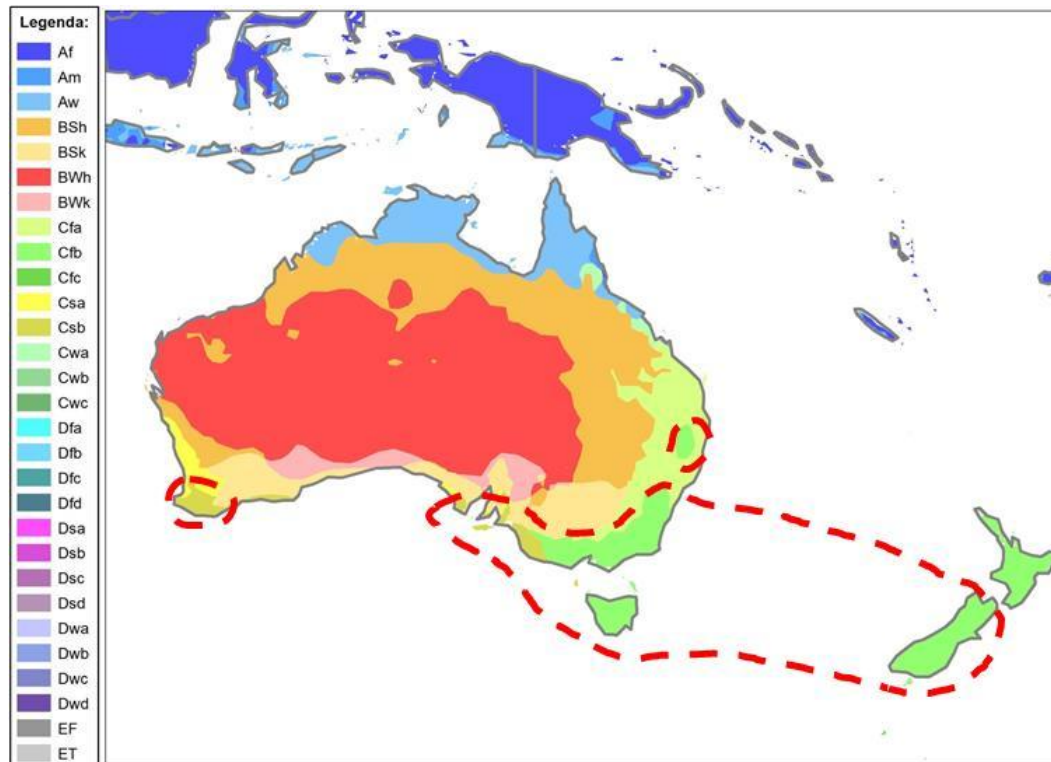 Legenda:
Af
Am
Aw
BSh
BSk
BWh
BWk
Cfa
Cfb
Cfc
Csa
Csb
Cwa
Cwb
Cwc
Dfa
Dfb
Dfc
Dfd
Dsa
Dsb
Dsc
Dsd
Dwa
Dwb
Dwc
Dwd
EF
ET